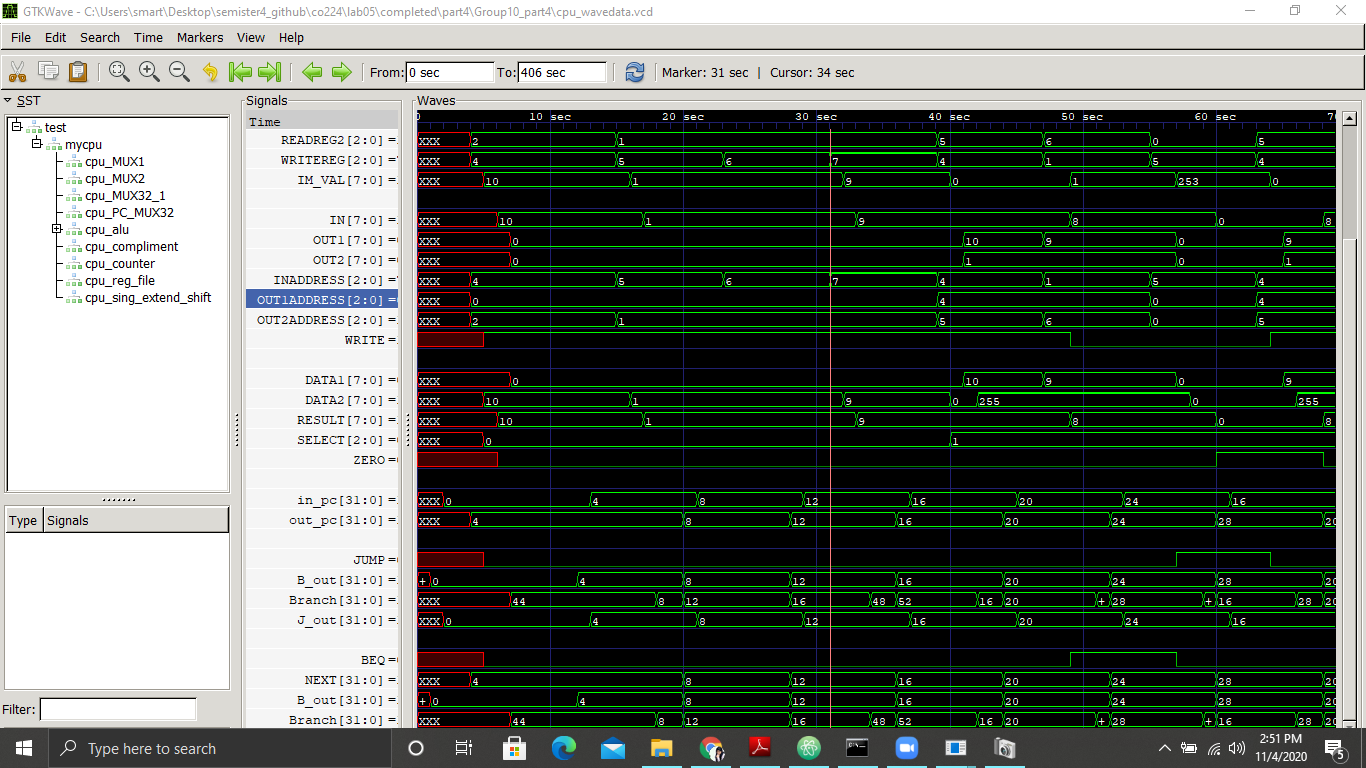 GTKWave - C:\Users\smart\Desktop\semister4_github\co224\lab05\completed\part4\Group10_part4\cpu_wavedata.vcd
File Edit Search Time Markers View Help
From: 0 sec To: 406 sec Marker: 31 sec | Cursor: 34 sec
SST
test
mycpu
cpu_MUX1
cpu_MUX2
cpu_MUX32_1
cpu_PC_MUX32
cpu_alu
cpu_compliment
cpu_counter
cpu_reg_file
cpu_sing_extend_shift
Type Signals
Filter:
Signals
Time
READREG2[2:0] =
WRITEREG[2:0] =
IM_VAL[7:0] =
IN[7:0] =
OUT1[7:0] =
OUT2[7:0] =
INADDRESS[2:0] =
OUT1ADDRESS[2:0] =
OUT2ADDRESS[2:0] =
WRITE =
DATA1[7:0] =
DATA2[7:0] =
RESULT[7:0] =
SELECT[2:0] =
ZERO =
in_pc[31:0] =
out_pc[31:0] =
JUMP =
B_out[31:0] =
Branch[31:0] =
J_out[31:0] =
BEQ =
NEXT[31:0] =
B_out[31:0] =
Branch[31:0] =
Waves
0 10 sec 20 sec 30 sec 40 sec 50 sec 60 sec 70
xxx 2 1 5 6 0 5
xxx 4 5 6 7 4 1 5 4
xxx 10 1 9 0 1 253 0
xxx 10 1 9 8 0 8
xxx 0 10 9 0 9
xxx 0 1 0 1
xxx 4 5 6 7 4 1 5 4
xxx 0 4 0 4
xxx 2 1 5 6 0 5
xxx 0 10 9 0 9
xxx 10 1 9 0 255 0 255
xxx 10 1 9 8 0 8
xxx 0 1
xxx 0 4 8 12 16 20 24 16
xxx 4 8 12 16 20 24 28 20
+ 0 4 8 12 16 20 24 28 20
xxx 44 8 12 16 48 52 16 20 + 28 + 16 28 20
xxx 0 4 8 12 16 20 24 16
xxx 4 8 12 16 20 24 28 20
+ 0 4 8 12 16 20 24 28 20
xxx 44 8 12 16 48 52 16 20 + 28 + 16 28 20
Type here to search
2:51 PM
11/4/2020
5